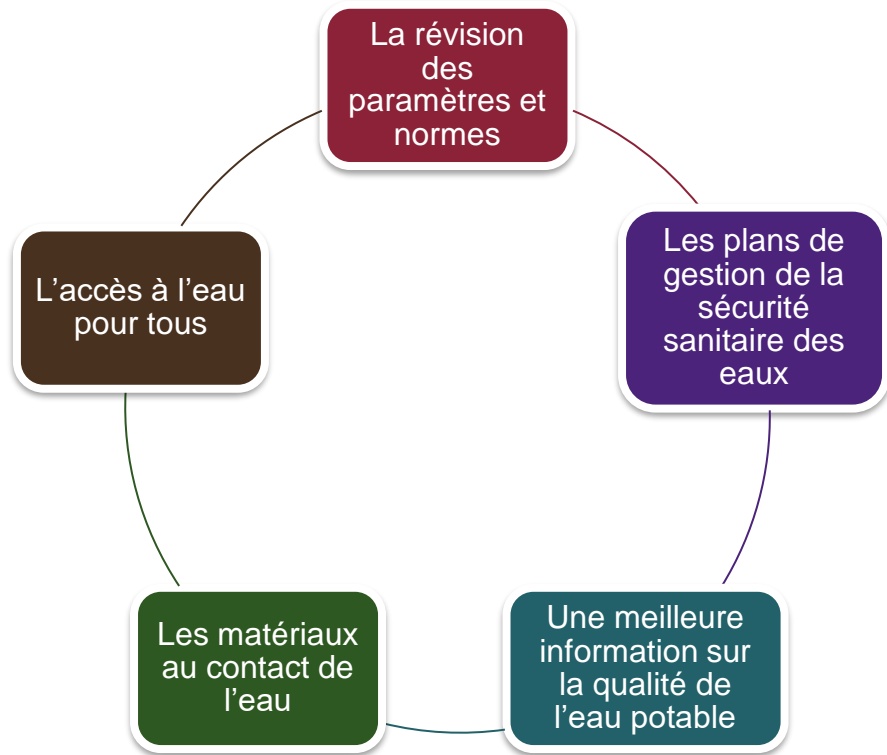 La révision
des
paramètres et
normes
Les plans de
gestion de la
sécurité
sanitaire des
eaux
Une meilleure
information sur
la qualité de
l’eau potable
Les matériaux
au contact de
l’eau
L’accès à l’eau
pour tous